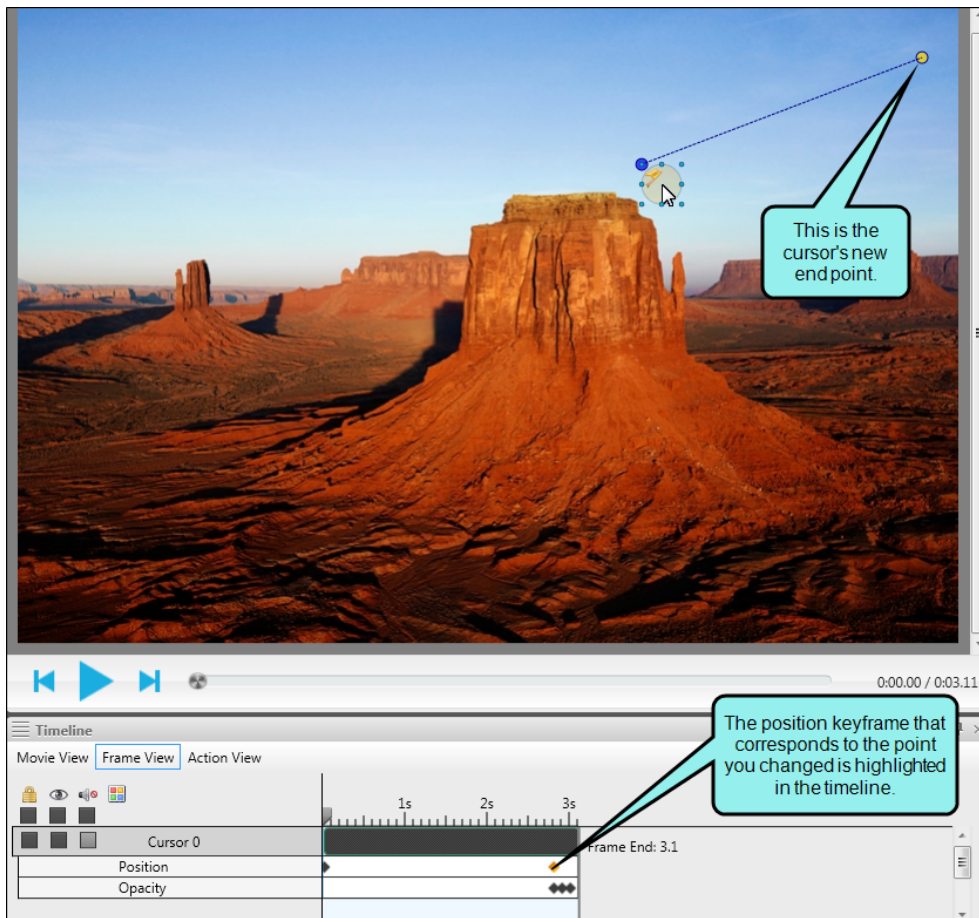 This is the
cursor's new
end point.
0:00.00 / 0:03.11
Timeline
The position keyframe that
corresponds to the point
you changed is highlighted
in the timeline.
Movie View Frame View Action View
1s 2s 3s
Cursor 0
Frame End: 3.1
Position
Opacity